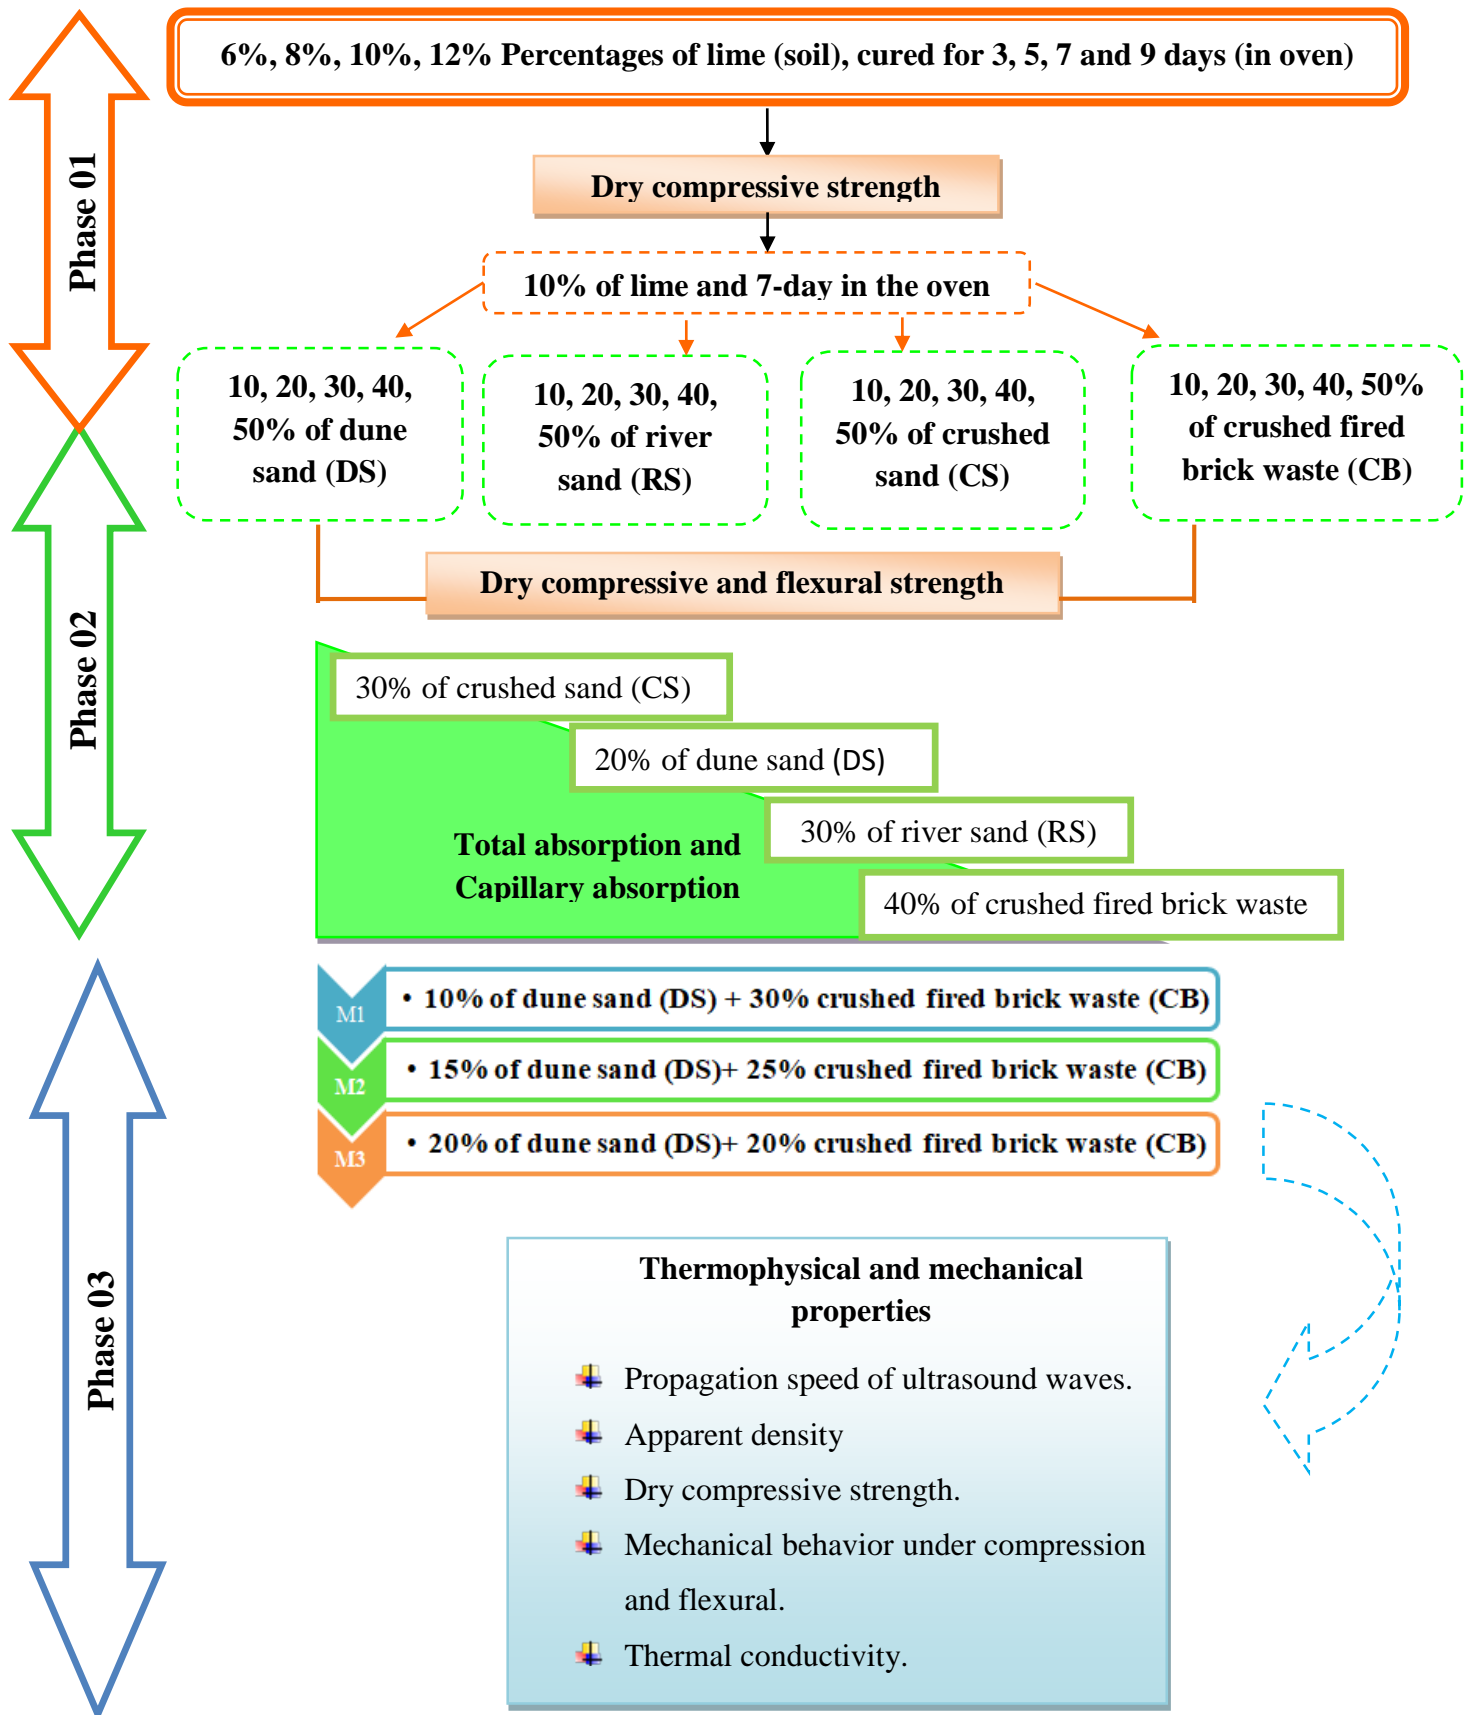 6%, 8%, 10%, 12% Percentages of lime (soil), cured for 3, 5, 7 and 9 days (in oven)
Phase 01
Dry compressive strength
10% of lime and 7-day in the oven
10, 20, 30, 40,
50% of dune
sand (DS)
10, 20, 30, 40,
50% of river
sand (RS)
10, 20, 30, 40,
50% of crushed
sand (CS)
10, 20, 30, 40, 50%
of crushed fired
brick waste (CB)
Phase 02
Dry compressive and flexural strength
30% of crushed sand (CS)
20% of dune sand (DS)
30% of river sand (RS)
40% of crushed fired brick waste
Total absorption and
Capillary absorption
Phase 03
M1
• 10% of dune sand (DS) + 30% crushed fired brick waste (CB)
M2
• 15% of dune sand (DS)+ 25% crushed fired brick waste (CB)
M3
• 20% of dune sand (DS)+ 20% crushed fired brick waste (CB)
Thermophysical and mechanical
properties
Propagation speed of ultrasound waves.
Apparent density
Dry compressive strength.
Mechanical behavior under compression
and flexural.
Thermal conductivity.